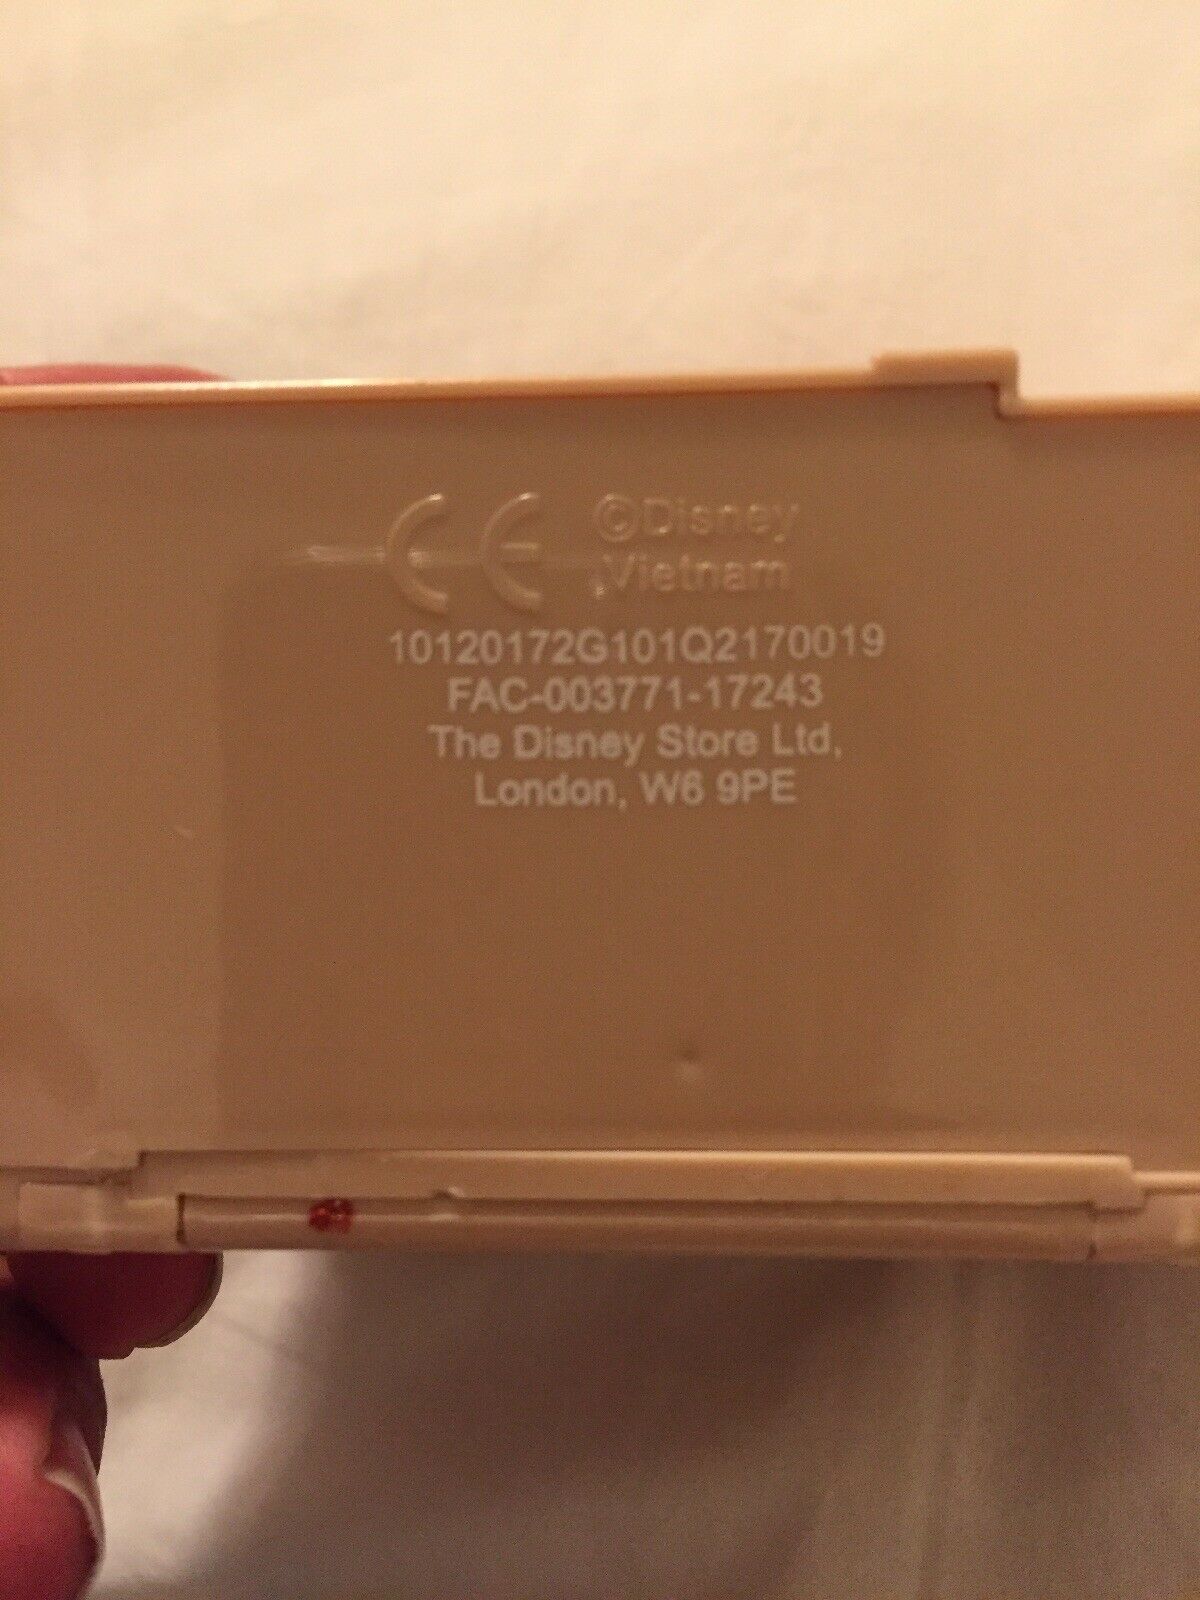 CE ©Disney
Vietnam
10120172G101Q2170019
FAC-003771-17243
The Disney Store Ltd,
London, W6 9PE